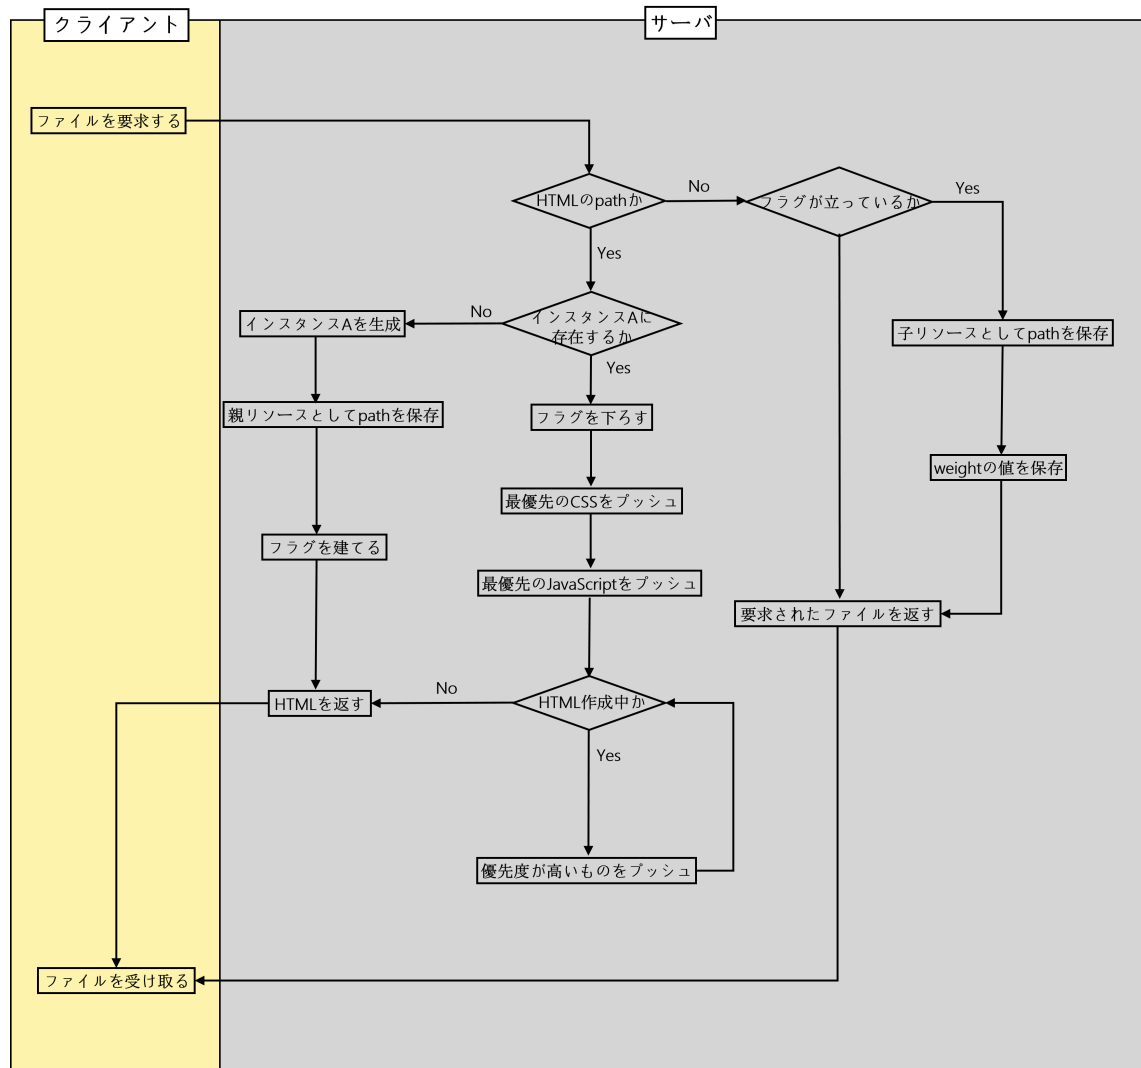 クライアント
サーバ
ファイルを要求する
HTMLのpathか
No
フラグが立っているか
Yes
Yes
インスタンスAを生成
No
インスタンスAに
存在するか
子リソースとしてpathを保存
Yes
親リソースとしてpathを保存
フラグを下ろす
weightの値を保存
最優先のCSSをプッシュ
フラグを建てる
最優先のJavaScriptをプッシュ
要求されたファイルを返す
HTMLを返す
No
HTML作成中か
Yes
優先度が高いものをプッシュ
ファイルを受け取る